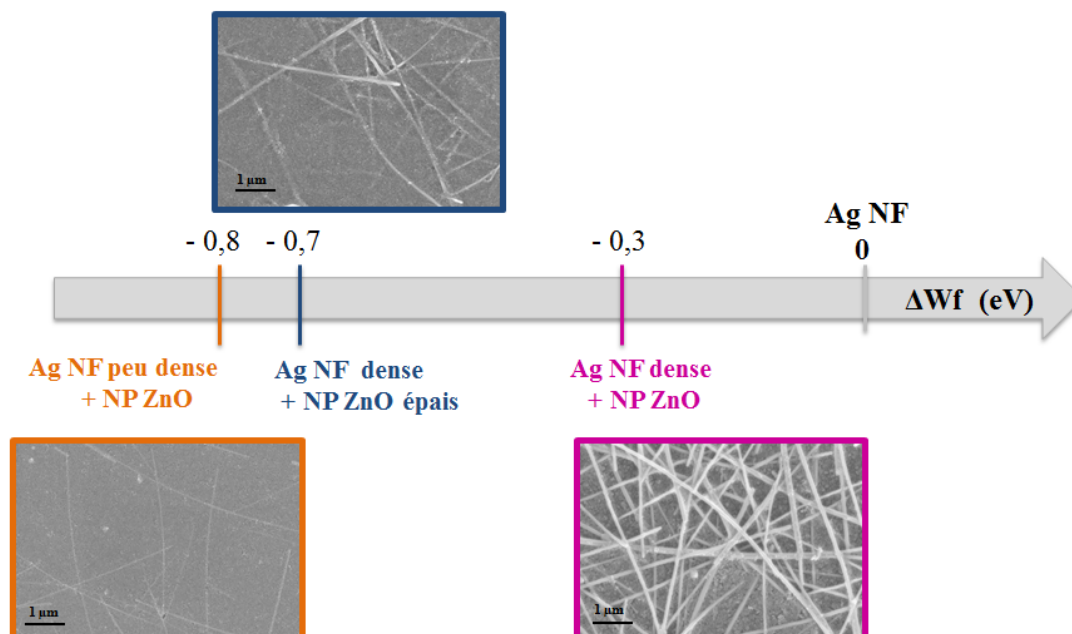 1 µm
Ag NF
- 0,8
- 0,7
- 0,3
0
ΔWf (eV)
Ag NF peu dense
+ NP ZnO
Ag NF dense
+ NP ZnO épais
Ag NF dense
+ NP ZnO
1 µm
1 µm